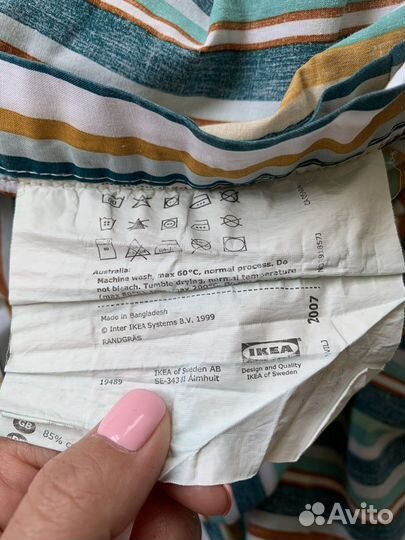 Australia:
Machine wash, max 60°C, normal process. Do
not bleach. Tumble drying, normal temperature
(max 80°C).
Made in Bangladesh
© Inter IKEA Systems B.V. 1999
RANDGRÄS
19489
IKEA of Sweden AB
SE-343 81 Älmhult
IKEA
Design and Quality
IKEA of Sweden
2007
GB
85% c
Avito